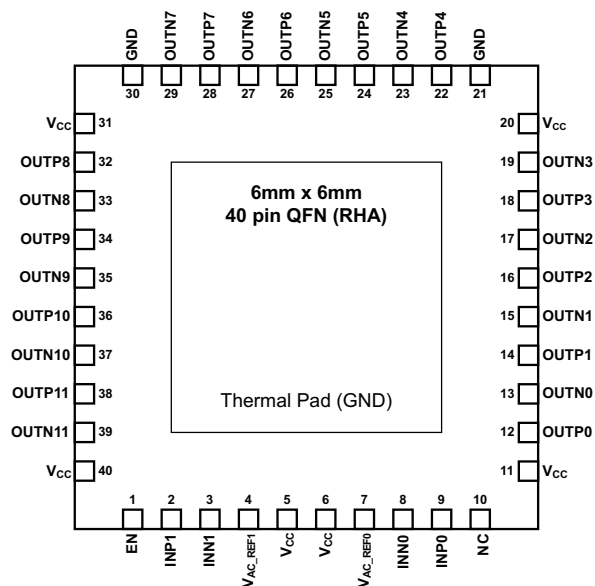 GND
OUTN7
OUTP7
OUTN6
OUTP6
OUTN5
OUTP5
OUTN4
OUTP4
GND
30 29 28 27 26 25 24 23 22 21
VCC 31
20 VCC
OUTP8 32
19 OUTN3
OUTN8 33
18 OUTP3
OUTP9 34
17 OUTN2
OUTN9 35
16 OUTP2
OUTP10 36
15 OUTN1
OUTN10 37
14 OUTP1
OUTP11 38
13 OUTN0
OUTN11 39
12 OUTP0
VCC 40
11 VCC
6mm x 6mm
40 pin QFN (RHA)
Thermal Pad (GND)
1 2 3 4 5 6 7 8 9 10
EN
INP1
INN1
VAC_REF1
VCC
VCC
VAC_REF0
INN0
INP0
NC